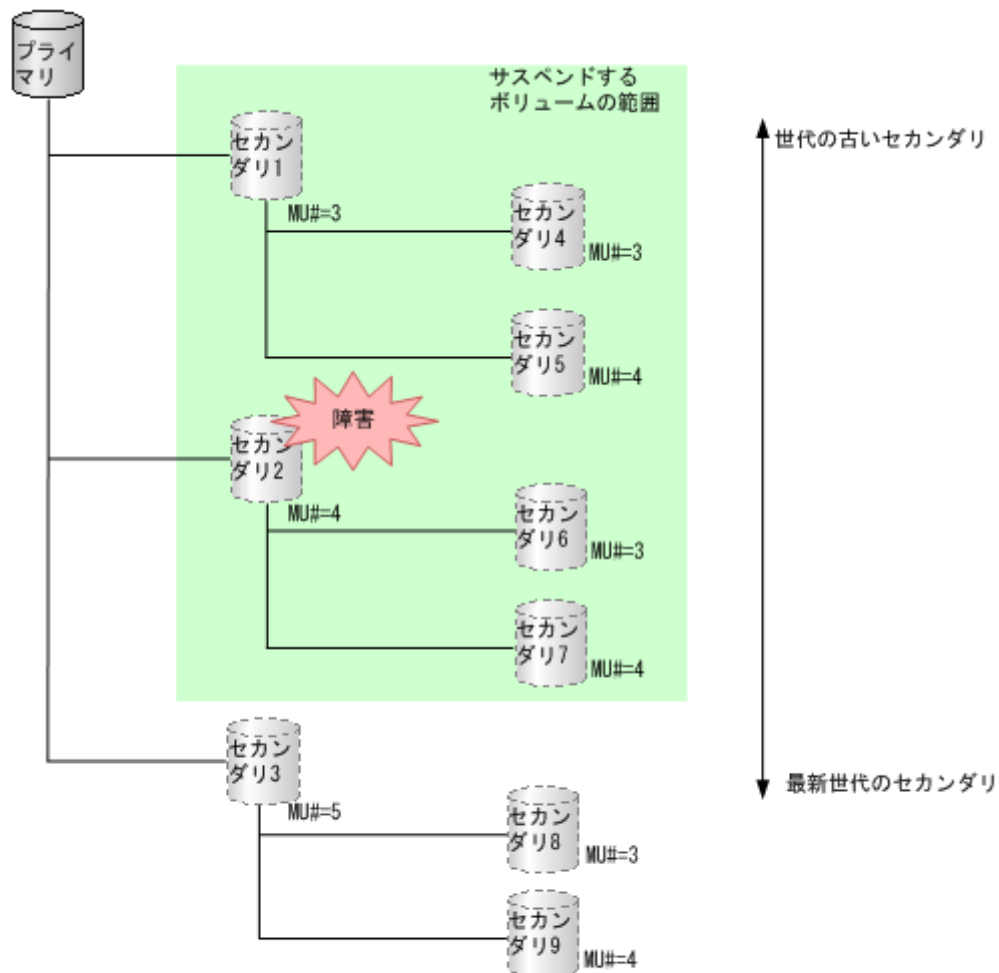 プライ
マリ
サスペンドする
ボリュームの範囲
世代の古いセカンダリ
セカン
ダリ1
MU#=3
セカン
ダリ4
MU#=3
セカン
ダリ5
MU#=4
障害
セカン
ダリ2
MU#=4
セカン
ダリ6
MU#=3
セカン
ダリ7
MU#=4
セカン
ダリ3
MU#=5
最新世代のセカンダリ
セカン
ダリ8
MU#=3
セカン
ダリ9
MU#=4